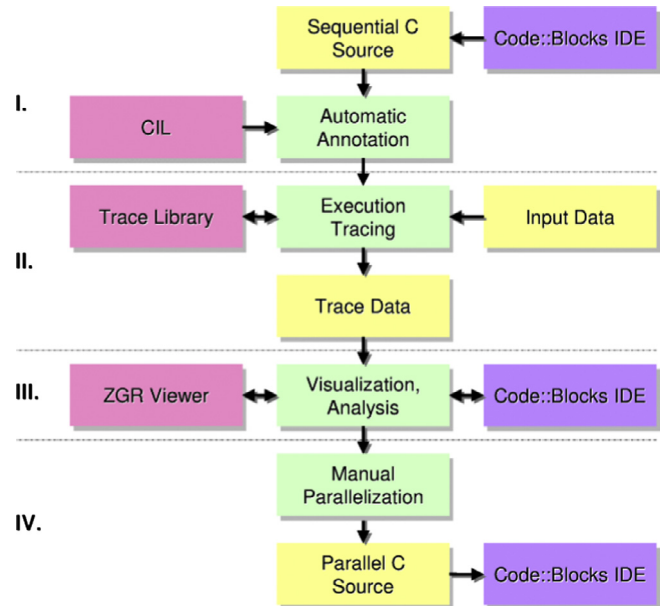 Sequential C
Source
Code::Blocks IDE
I.
CIL
Automatic
Annotation
II.
Trace Library
Execution
Tracing
Input Data
Trace Data
III.
ZGR Viewer
Visualization,
Analysis
Code::Blocks IDE
IV.
Manual
Parallelization
Parallel C
Source
Code::Blocks IDE